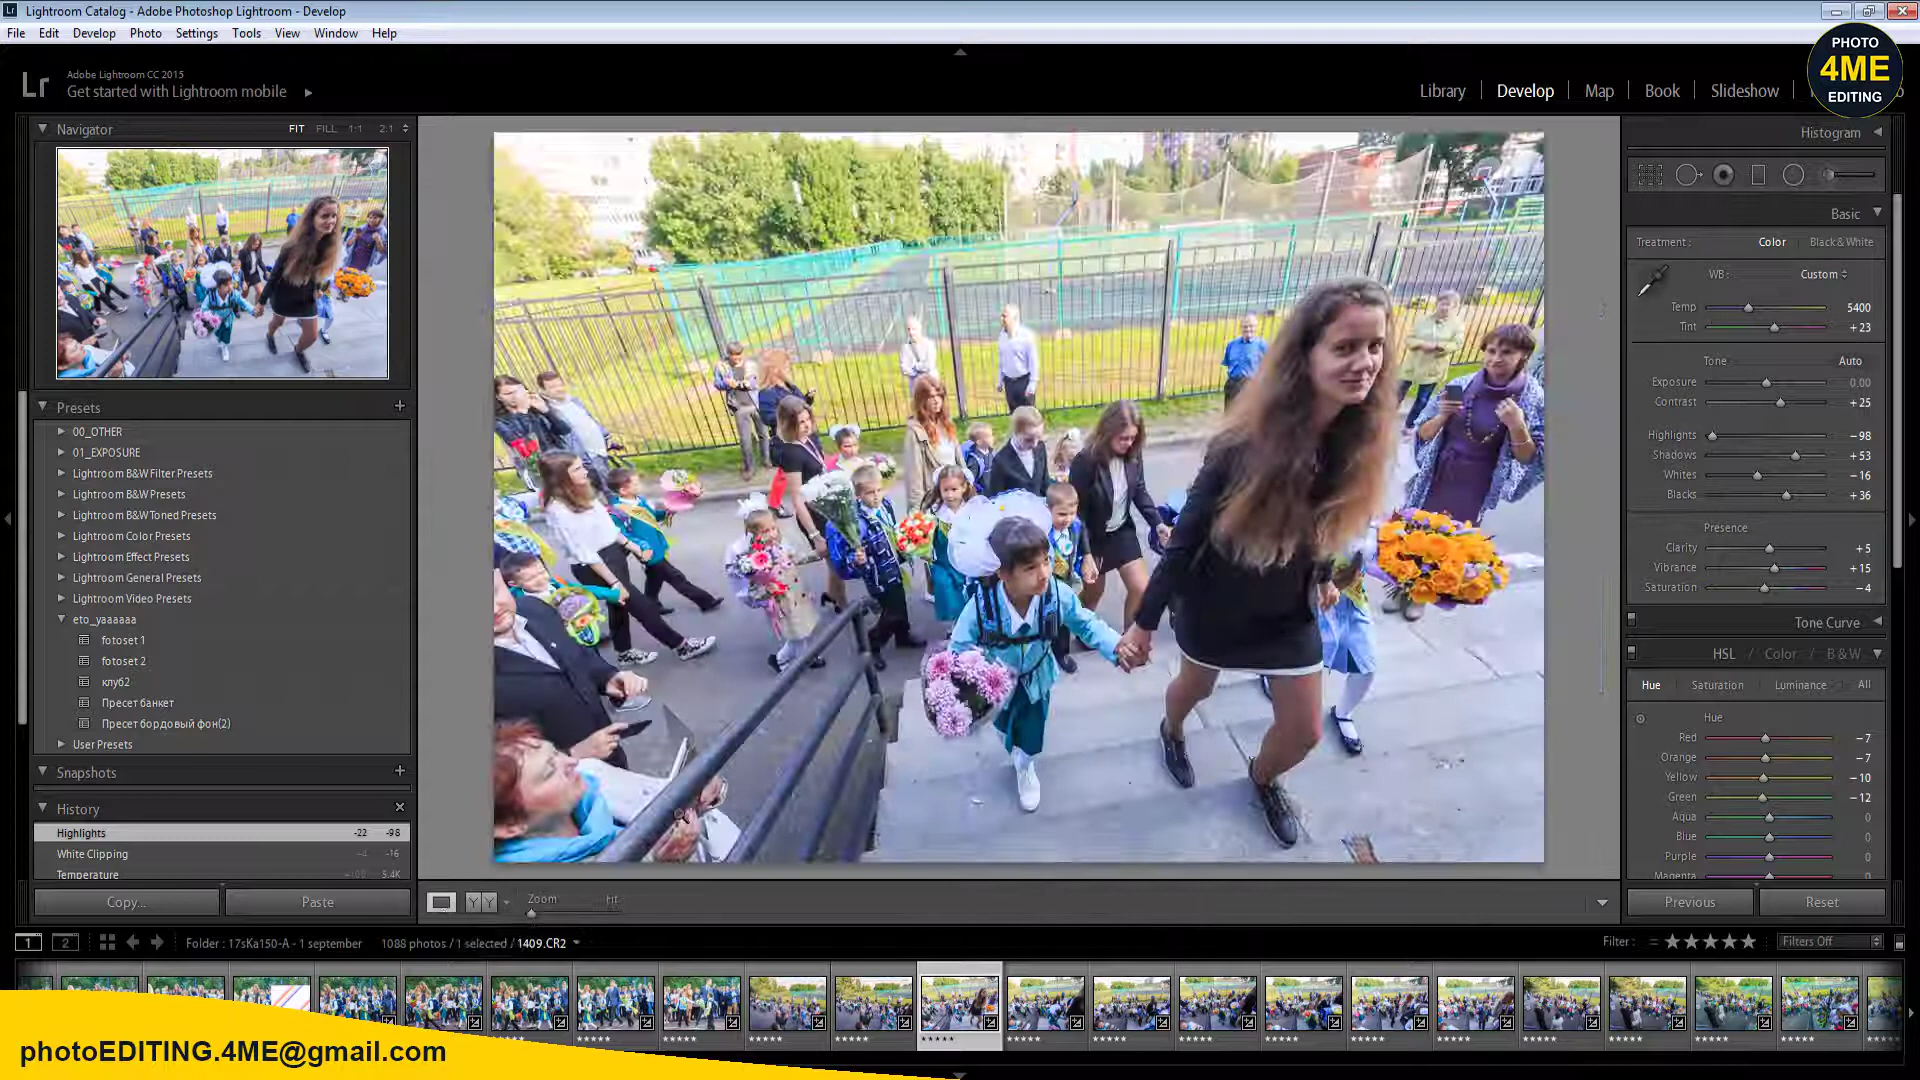 Lightroom Catalog - Adobe Photoshop Lightroom - Develop
File Edit Develop Photo Settings Tools View Window Help
Adobe Lightroom CC 2015
Get started with Lightroom mobile
Library Develop Map Book Slideshow
PHOTO
4ME
EDITING
Navigator FIT FILL 1:1 2:1
Histogram
Basic
Treatment : Color Black & White
WB : Custom
Temp 5400
Tint +23
Tone Auto
Exposure 0.00
Contrast +25
Highlights -98
Shadows +53
Whites -16
Blacks +36
Presence
Clarity +5
Vibrance +15
Saturation -4
Tone Curve
HSL / Color / B & W
Hue Saturation Luminance All
Hue
Red -7
Orange -7
Yellow -10
Green -12
Aqua 0
Blue 0
Purple 0
Magenta
Previous Reset
Presets
00_OTHER
01_EXPOSURE
Lightroom B&W Filter Presets
Lightroom B&W Presets
Lightroom B&W Toned Presets
Lightroom Color Presets
Lightroom Effect Presets
Lightroom General Presets
Lightroom Video Presets
eto_yaaaaaa
fotoset 1
fotoset 2
клуб2
Пресет банкет
Пресет бордовый фон(2)
User Presets
Snapshots
History
Highlights -22 -98
White Clipping -4 -16
Temperature 5.4K
Copy... Paste
Zoom Fit
1 2 Folder : 17sKa150-A - 1 september 1088 photos / 1 selected / 1409.CR2
Filter : Filters Off
photoEDITING.4ME@gmail.com